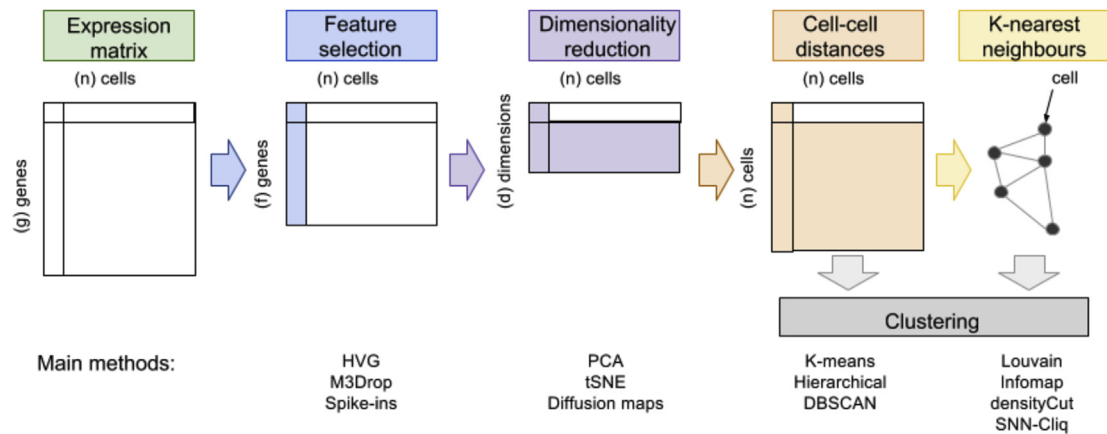 Expression
matrix
Feature
selection
Dimensionality
reduction
Cell-cell
distances
K-nearest
neighbours
(n) cells
(n) cells
(n) cells
(n) cells
cell
(g) genes
(f) genes
(d) dimensions
(n) cells
Clustering
Main methods:
HVG
M3Drop
Spike-ins
PCA
tSNE
Diffusion maps
K-means
Hierarchical
DBSCAN
Louvain
Infomap
densityCut
SNN-Cliq